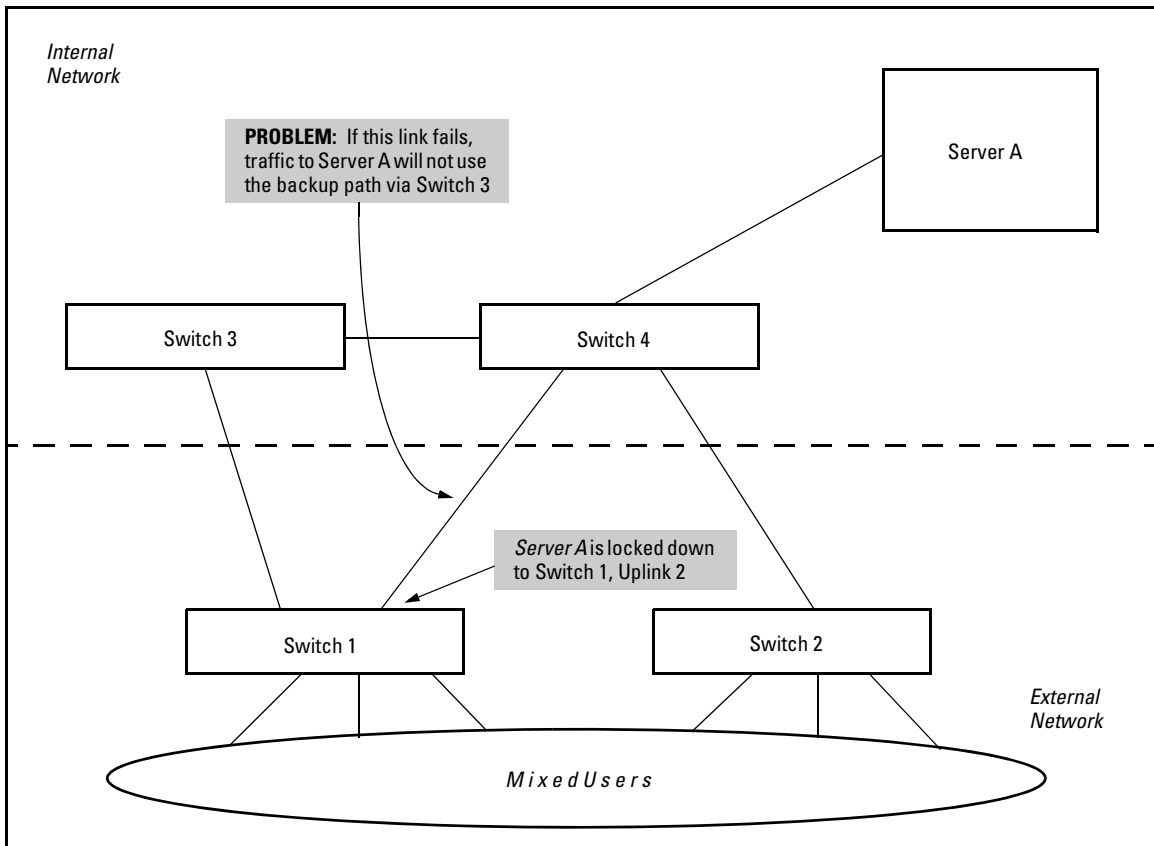 Internal
Network
PROBLEM: If this link fails,
traffic to Server A will not use
the backup path via Switch 3
Server A
Switch 3
Switch 4
Server A is locked down
to Switch 1, Uplink 2
Switch 1
Switch 2
External
Network
Mixed Users